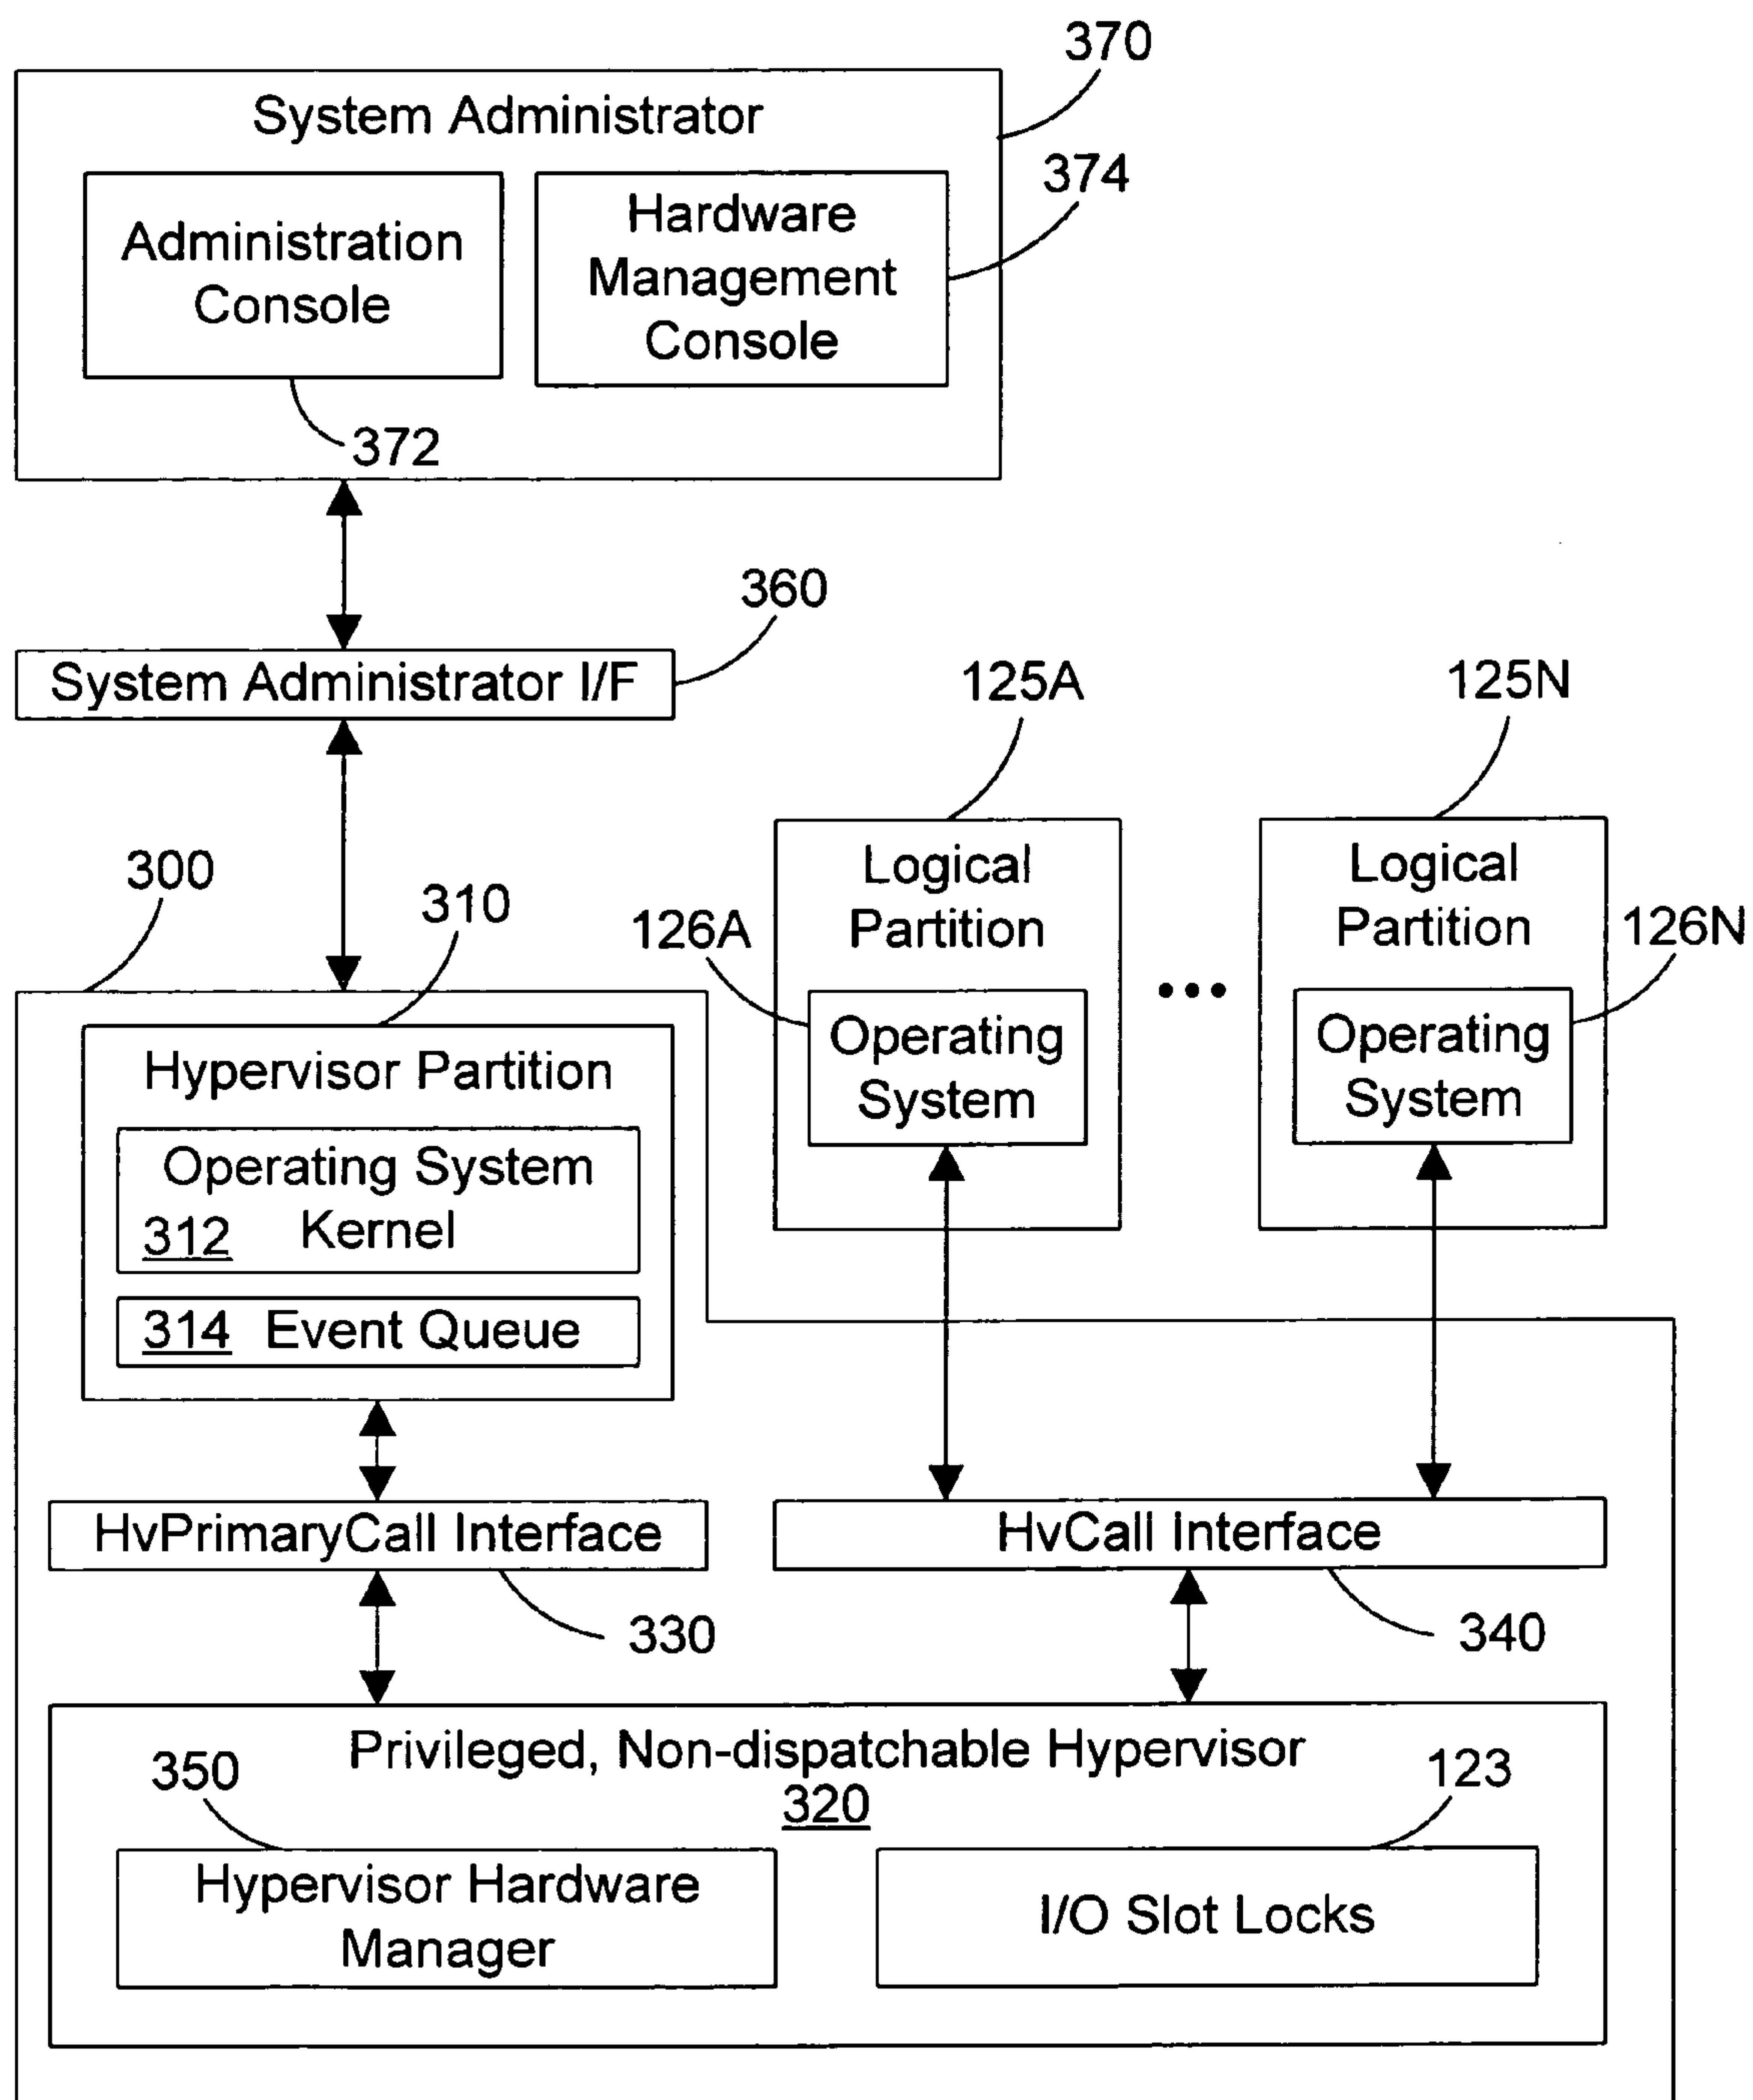 370
System Administrator
374
Administration
Console
Hardware
Management
Console
372
360
System Administrator I/F
125A
125N
300
310
Logical
Partition
Logical
Partition
126A
126N
Operating
System
Operating
System
Hypervisor Partition
Operating System
312 Kernel
314 Event Queue
HvPrimaryCall Interface
HvCall Interface
330
340
Privileged, Non-dispatchable Hypervisor
350
320
123
Hypervisor Hardware
Manager
I/O Slot Locks